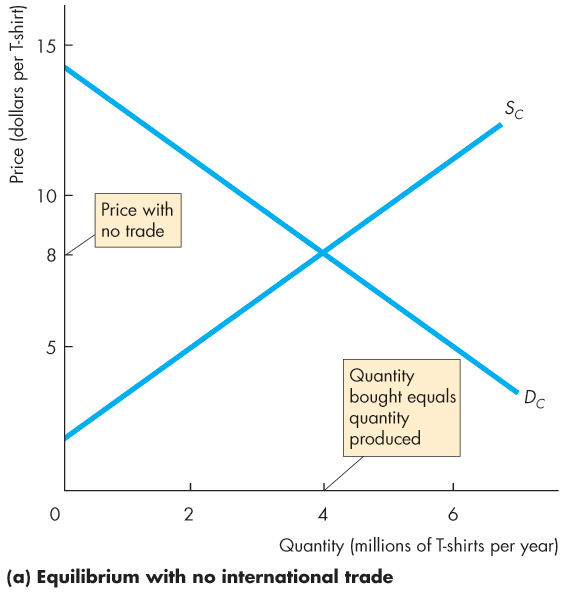 Price (dollars per T-shirt)
15
10
8
5
Price with
no trade
S_C
D_C
Quantity
bought equals
quantity
produced
0
2
4
6
Quantity (millions of T-shirts per year)
(a) Equilibrium with no international trade